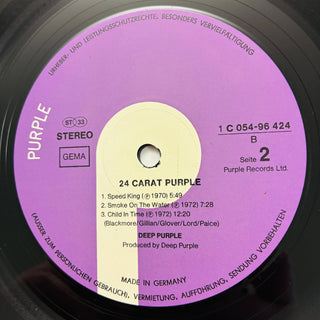 URHEBER- UND LEISTUNGSSCHUTZRECHTE, BESONDERS VERVIELFÄLTIGUNG
PURPLE
ST 33
STEREO
GEMA
1 C 054-96 424
B
Seite 2
Purple Records Ltd.
24 CARAT PURPLE
1. Speed King (℗ 1970) 5:49
2. Smoke On The Water (℗ 1972) 7:28
3. Child In Time (℗ 1972) 12:20
(Blackmore/Gillian/Glover/Lord/Paice)
DEEP PURPLE
Produced by Deep Purple
MADE IN GERMANY
(AUSSER ZUM PERSÖNLICHEN GEBRAUCH), VERMIETUNG, AUFFÜHRUNG, SENDUNG VORBEHALTEN